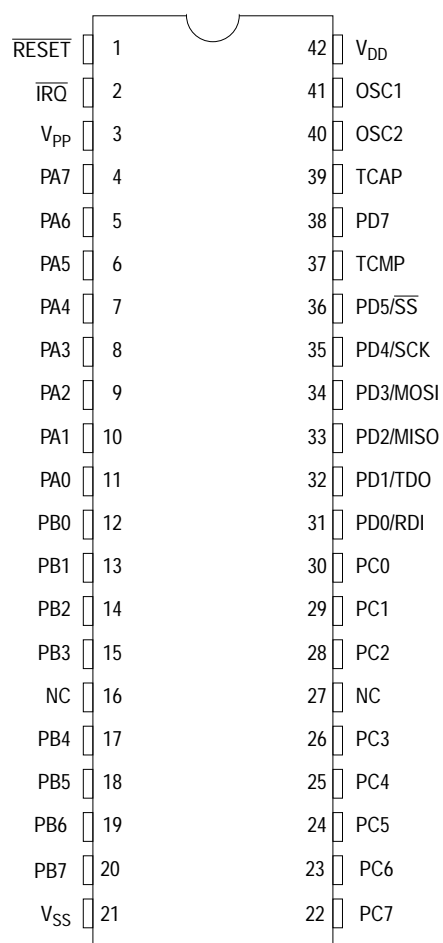 RESET 1 42 VDD
IRQ 2 41 OSC1
VPP 3 40 OSC2
PA7 4 39 TCAP
PA6 5 38 PD7
PA5 6 37 TCMP
PA4 7 36 PD5/SS
PA3 8 35 PD4/SCK
PA2 9 34 PD3/MOSI
PA1 10 33 PD2/MISO
PA0 11 32 PD1/TDO
PB0 12 31 PD0/RDI
PB1 13 30 PC0
PB2 14 29 PC1
PB3 15 28 PC2
NC 16 27 NC
PB4 17 26 PC3
PB5 18 25 PC4
PB6 19 24 PC5
PB7 20 23 PC6
VSS 21 22 PC7